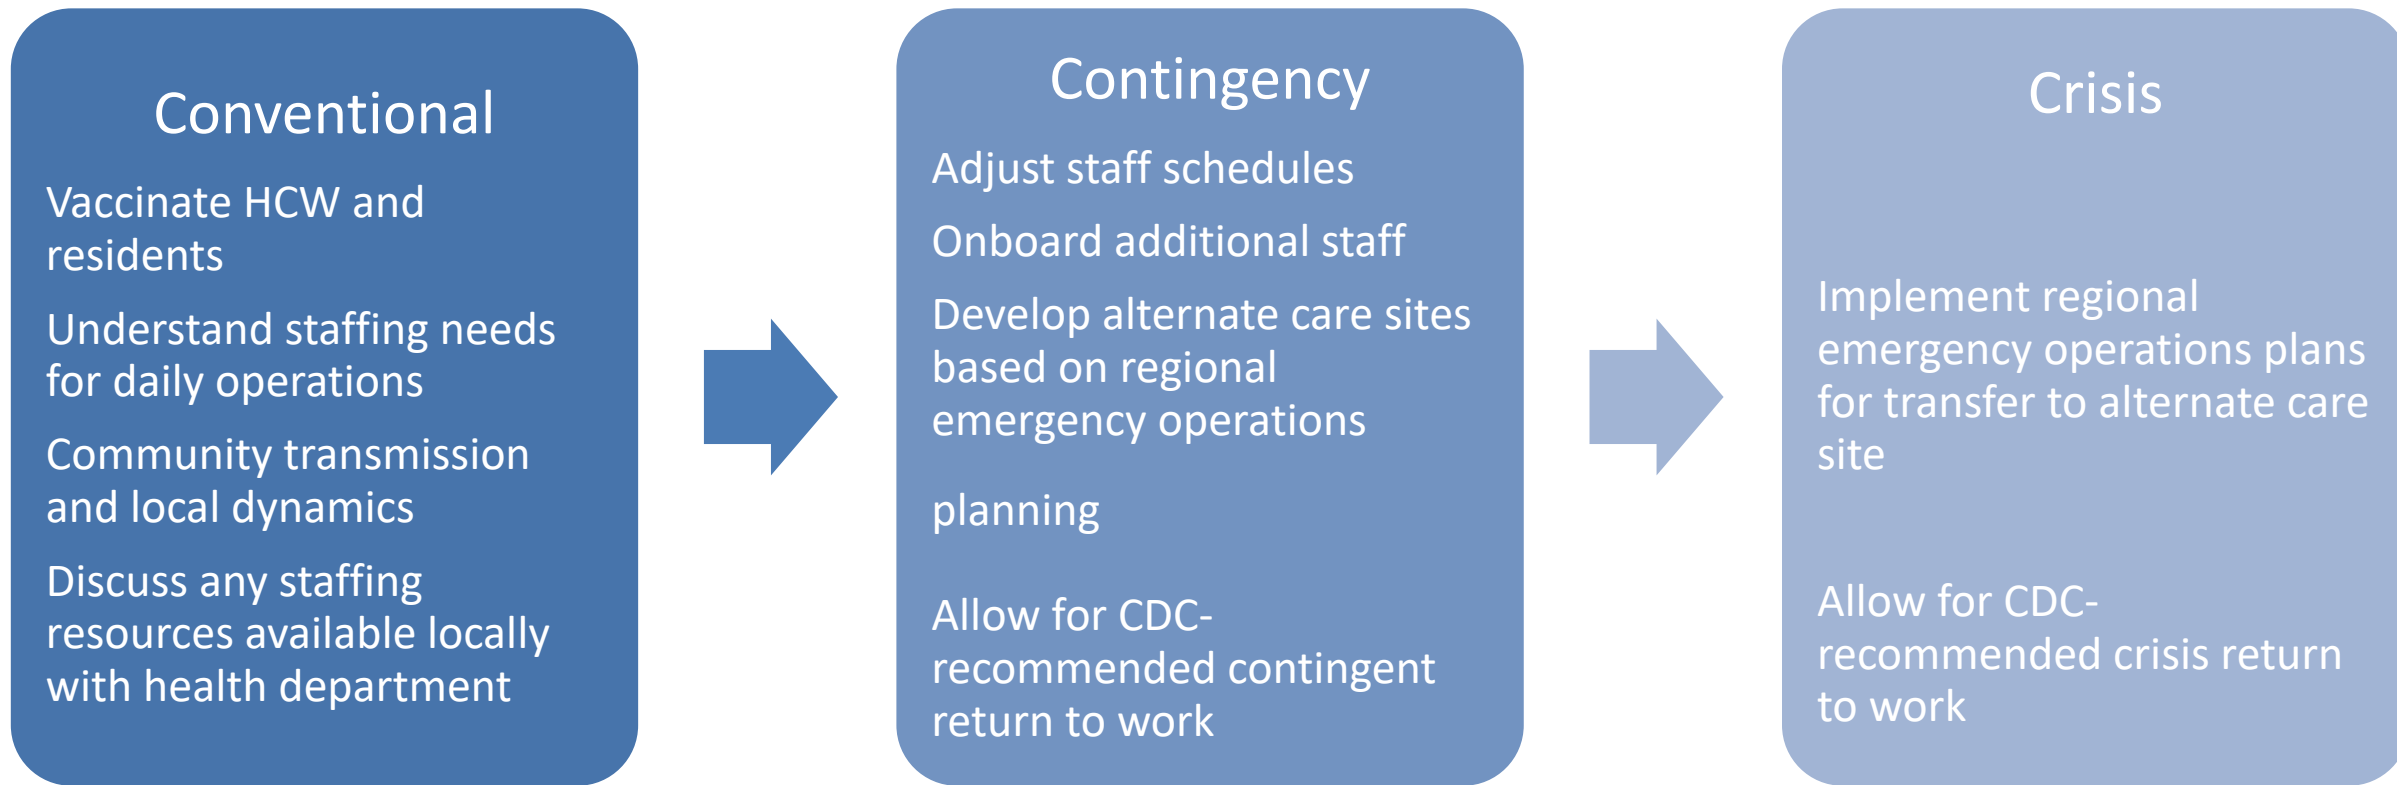 Conventional
Vaccinate HCW and
residents
Understand staffing needs
for daily operations
Community transmission
and local dynamics
Discuss any staffing
resources available locally
with health department
Contingency
Adjust staff schedules
Onboard additional staff
Develop alternate care sites
based on regional
emergency operations
planning
Allow for CDC-
recommended contingent
return to work
Crisis
Implement regional
emergency operations plans
for transfer to alternate care
site
Allow for CDC-
recommended crisis return
to work